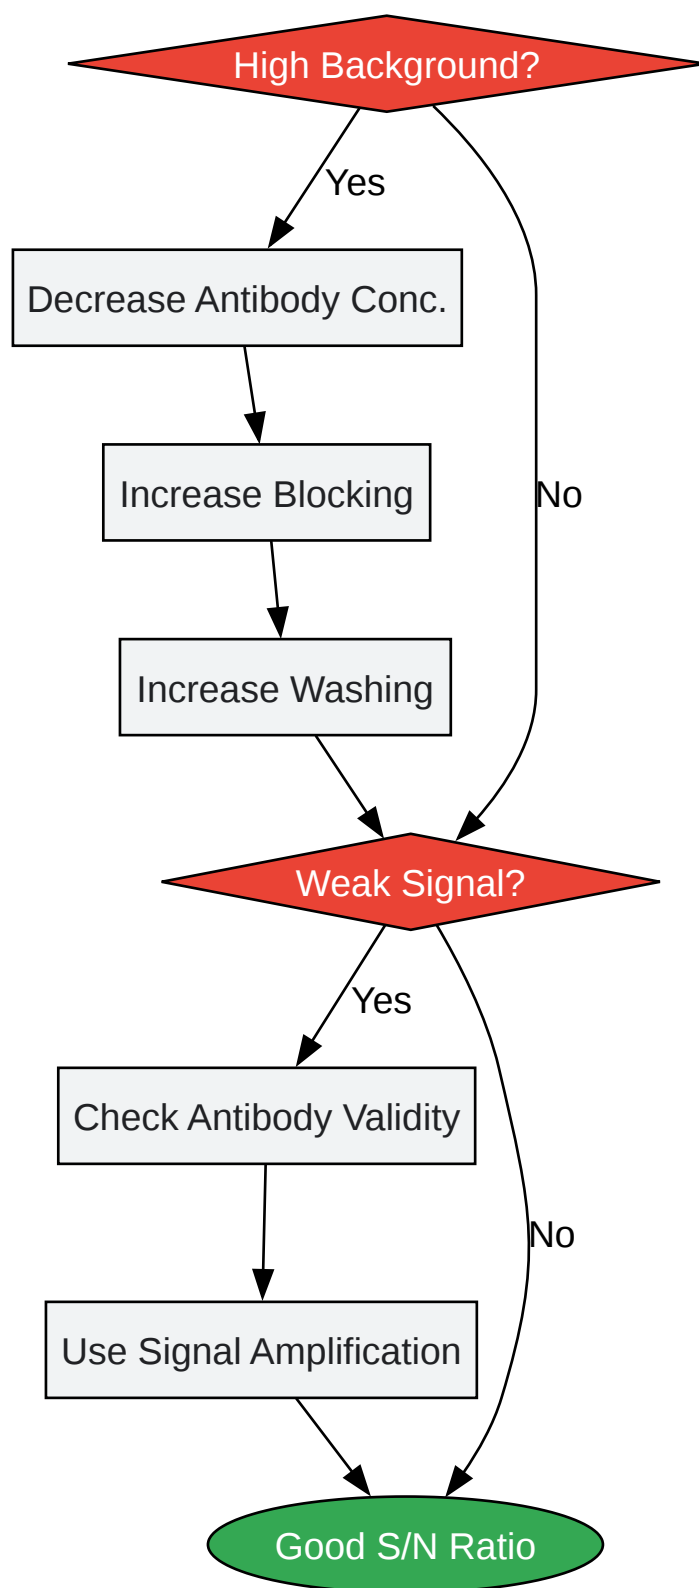 High Background?
Yes
Decrease Antibody Conc.
Increase Blocking
No
Increase Washing
Weak Signal?
Yes
Check Antibody Validity
No
Use Signal Amplification
Good S/N Ratio